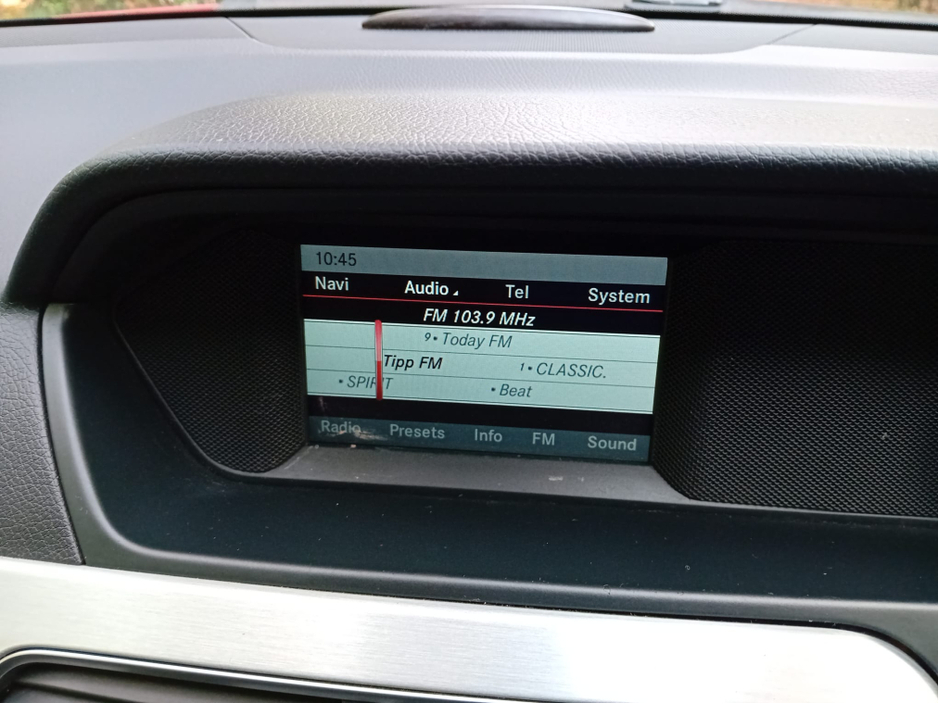 10:45
Navi Audio Tel System
FM 103.9 MHz
9• Today FM
Tipp FM 1• CLASSIC.
• SPIRIT • Beat
Radio Presets Info FM Sound